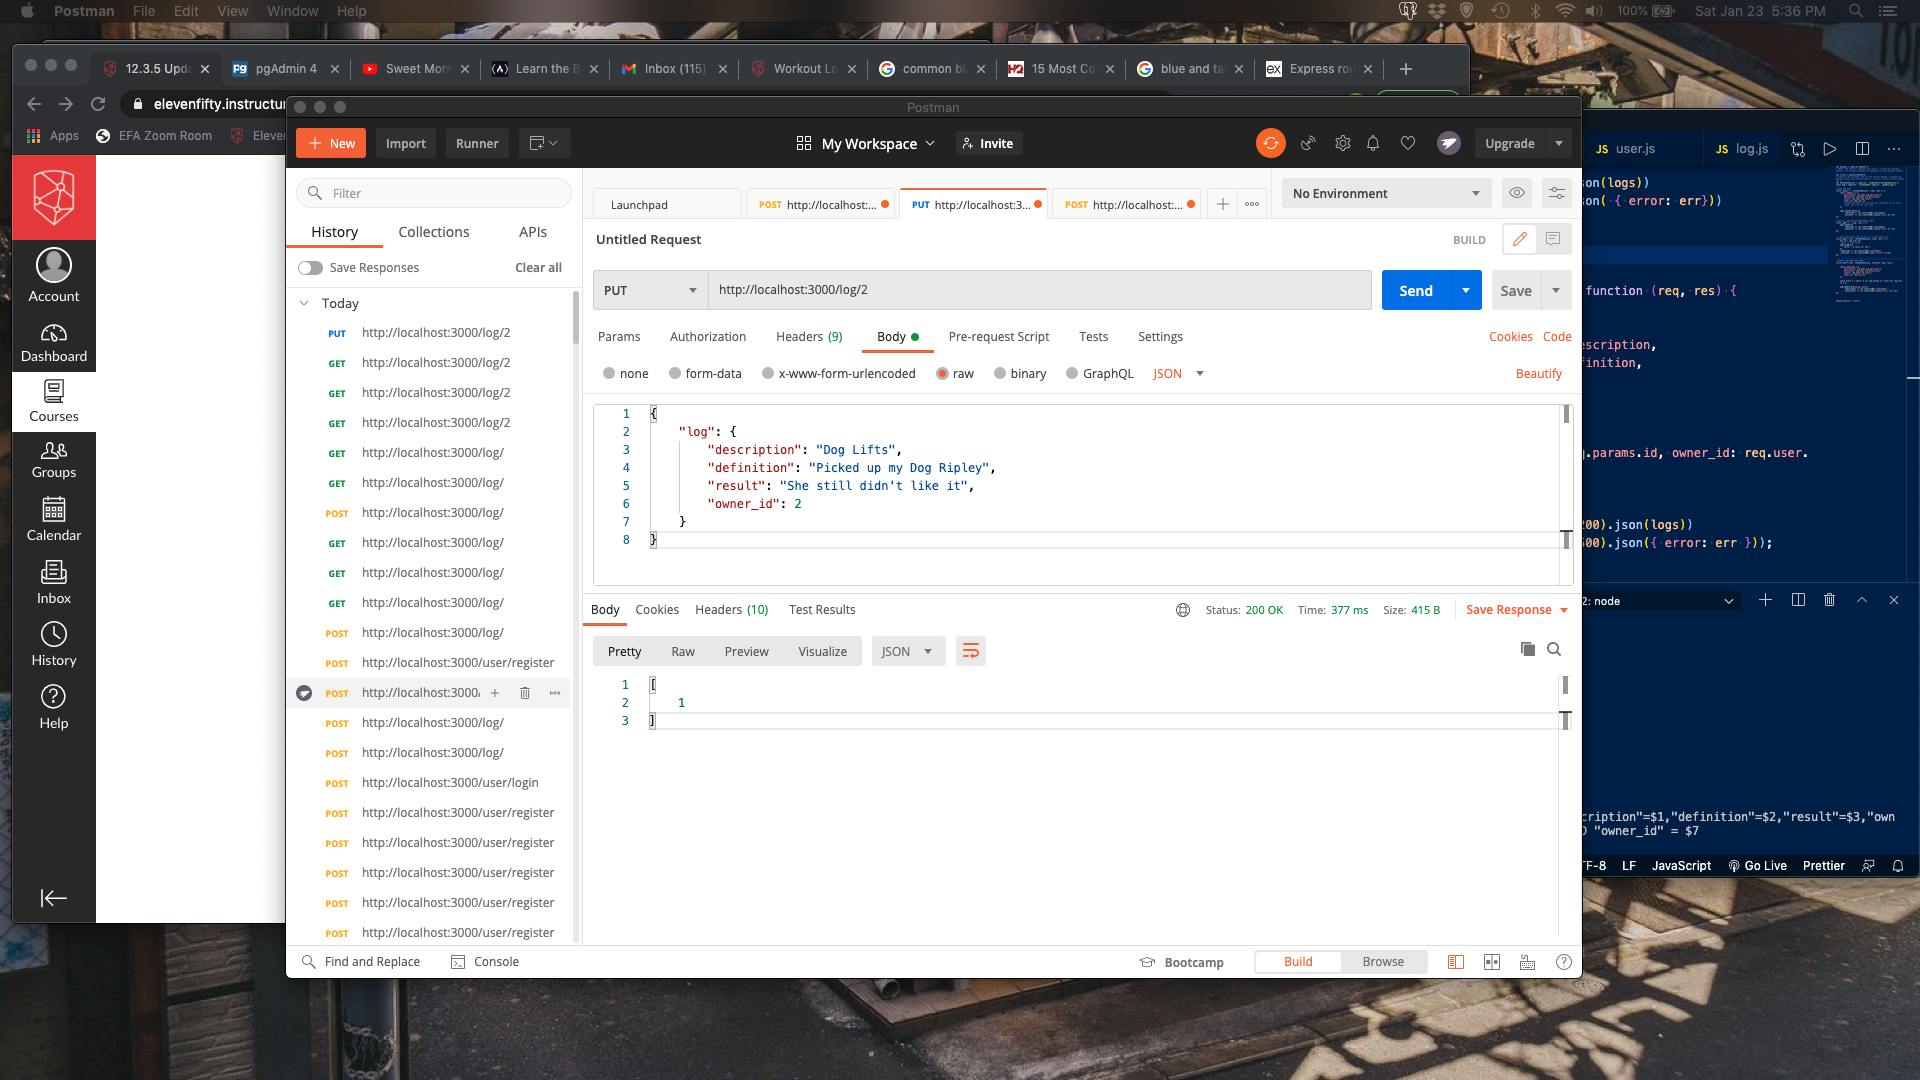 Postman File Edit View Window Help
100% Sat Jan 23 5:36 PM
12.3.5 Upda
pgAdmin 4
Sweet Morn
Learn the B
Inbox (115)
Workout Lo
common bl
15 Most Co
blue and ta
Express rou
elevenfifty.instructur
Apps
EFA Zoom Room
Eleve
Account
Dashboard
Courses
Groups
Calendar
Inbox
History
Help
Postman
New
Import
Runner
My Workspace
Invite
Upgrade
Filter
History
Collections
APIs
Save Responses
Clear all
Today
PUT http://localhost:3000/log/2
GET http://localhost:3000/log/2
GET http://localhost:3000/log/2
GET http://localhost:3000/log/2
GET http://localhost:3000/log/
GET http://localhost:3000/log/
POST http://localhost:3000/log/
GET http://localhost:3000/log/
GET http://localhost:3000/log/
GET http://localhost:3000/log/
POST http://localhost:3000/log/
POST http://localhost:3000/user/register
POST http://localhost:3000/
POST http://localhost:3000/log/
POST http://localhost:3000/log/
POST http://localhost:3000/user/login
POST http://localhost:3000/user/register
POST http://localhost:3000/user/register
POST http://localhost:3000/user/register
POST http://localhost:3000/user/register
POST http://localhost:3000/user/register
Launchpad
POST http://localhost:...
PUT http://localhost:3...
POST http://localhost:...
No Environment
Untitled Request
BUILD
PUT
http://localhost:3000/log/2
Send
Save
Params
Authorization
Headers (9)
Body
Pre-request Script
Tests
Settings
Cookies
Code
none
form-data
x-www-form-urlencoded
raw
binary
GraphQL
JSON
Beautify
1 {
2 "log": {
3 "description": "Dog Lifts",
4 "definition": "Picked up my Dog Ripley",
5 "result": "She still didn't like it",
6 "owner_id": 2
7 }
8 }
Body
Cookies
Headers (10)
Test Results
Status: 200 OK
Time: 377 ms
Size: 415 B
Save Response
Pretty
Raw
Preview
Visualize
JSON
1 [
2 1
3 ]
Find and Replace
Console
Bootcamp
Build
Browse
JS user.js
JS log.js
son(logs))
son( { error: err}))
function (req, res) {
scription,
finition,
q.params.id, owner_id: req.user.
200).json(logs))
500).json({ error: err }));
2: node
cription"=$1,"definition"=$2,"result"=$3,"own
D "owner_id" = $7
TF-8
LF
JavaScript
Go Live
Prettier